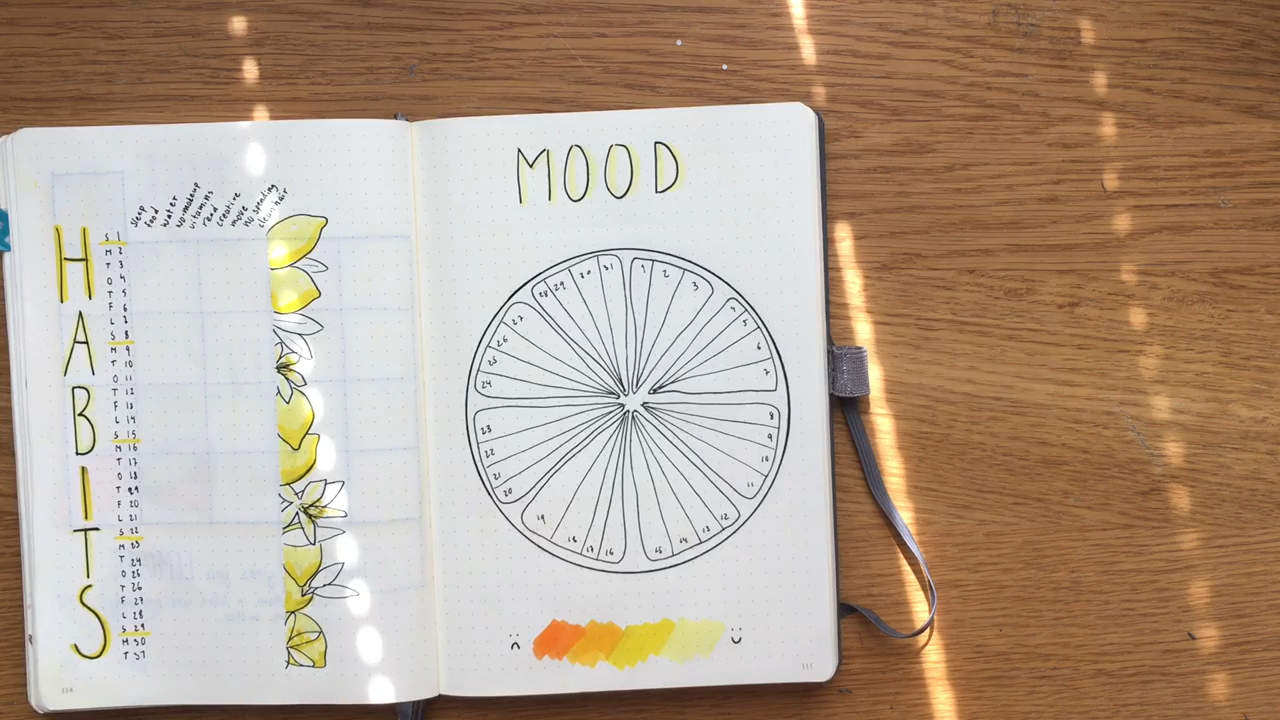 HABITS
sleep
food
water
no makeup
vitamins
read
creative
move
no spending
clean hair
S 1
M 2
T 3
O 4
T 5
F 6
L 7
S 8
M 9
T 10
O 11
T 12
F 13
L 14
S 15
M 16
T 17
O 18
T 19
F 20
L 21
S 22
M 23
T 24
O 25
T 26
F 27
L 28
S 29
M 30
T 31
114
MOOD
1
2
3
4
5
6
7
8
9
10
11
12
13
14
15
16
17
18
19
20
21
22
23
24
25
26
27
28
29
30
31
115